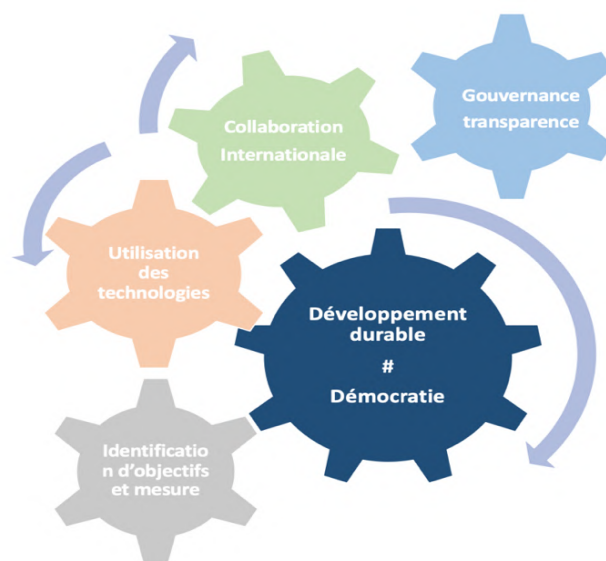 Collaboration
Internationale
Gouvernance
transparence
Utilisation
des
technologies
Développement
durable
#
Démocratie
Identificatio
n d'objectifs
et mesure